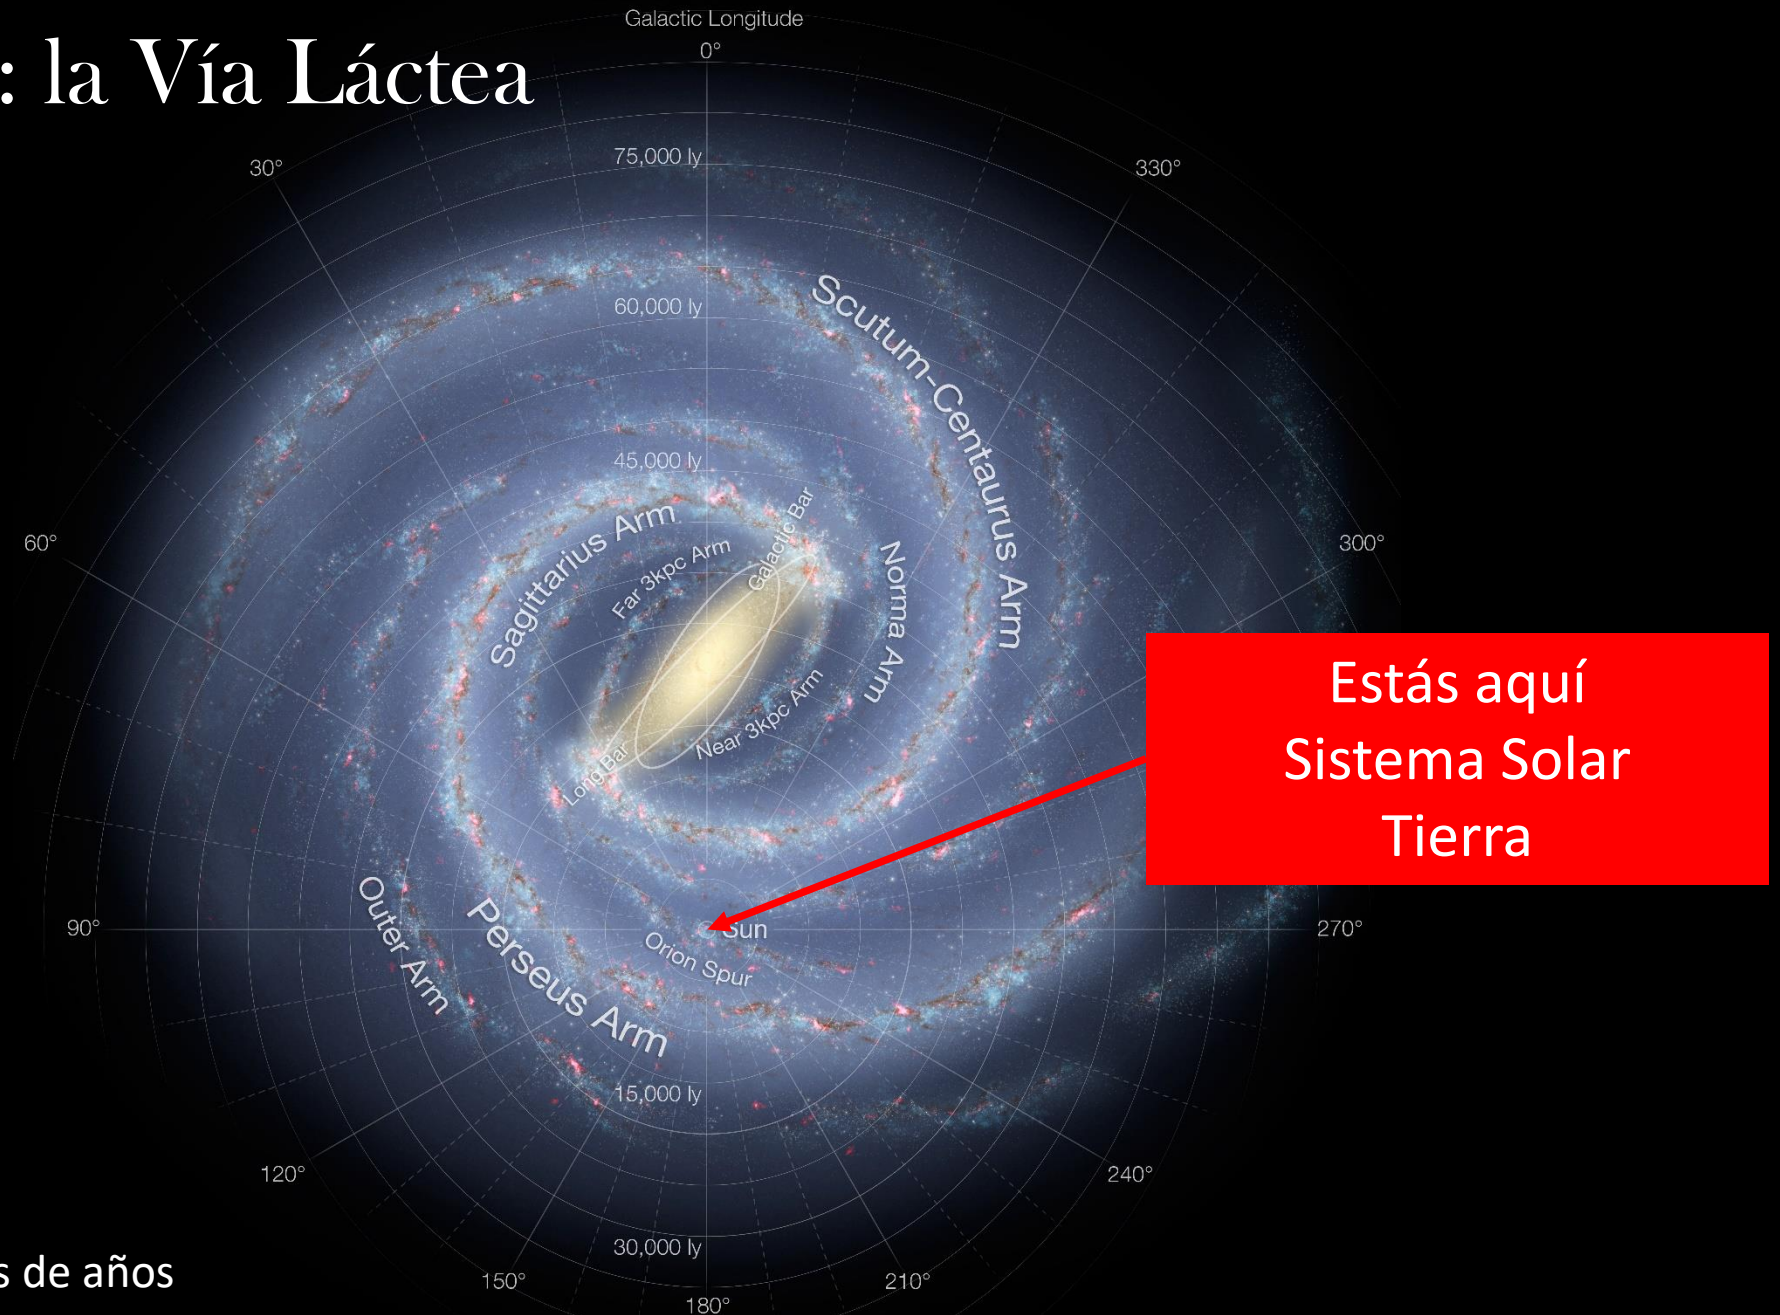 Galactic Longitude
0°
: la Vía Láctea
30°
75,000 ly
330°
60,000 ly
Scutum-Centaurus Arm
45,000 ly
Sagittarius Arm
Far 3kpc Arm
Galactic Bar
Norma Arm
60°
300°
Near 3kpc Arm
Long Bar
Estás aquí
Sistema Solar
Tierra
Outer Arm
Perseus Arm
90°
Sun
270°
Orion Spur
15,000 ly
120°
240°
30,000 ly
s de años
150°
210°
180°